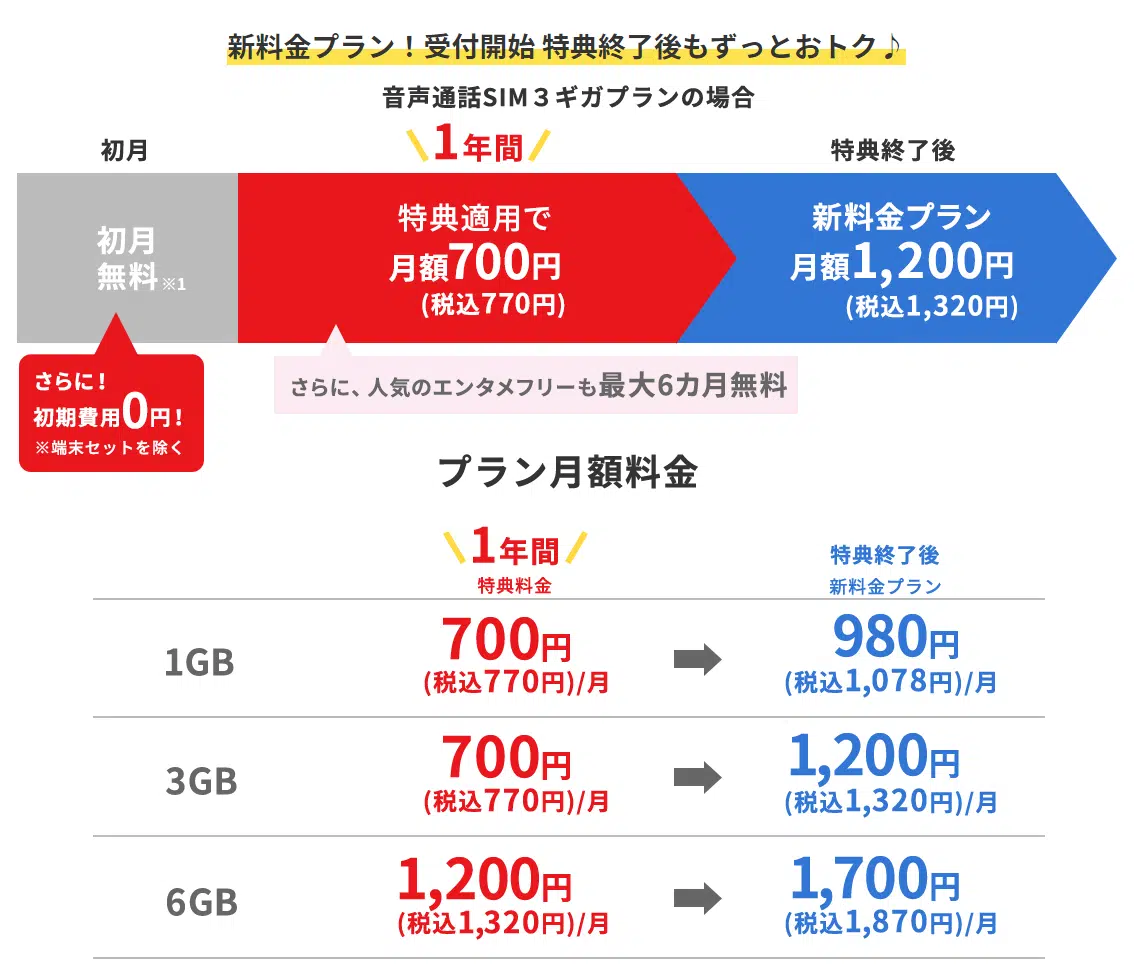 新料金プラン！受付開始 特典終了後もずっとおトク♪
音声通話SIM３ギガプランの場合
初月
1年間
特典終了後
初月
無料※1
特典適用で
月額700円
(税込770円)
新料金プラン
月額1,200円
(税込1,320円)
さらに！
初期費用0円！
※端末セットを除く
さらに、人気のエンタメフリーも最大6カ月無料
プラン月額料金
1年間
特典料金
特典終了後
新料金プラン
1GB
700円
(税込770円)/月
980円
(税込1,078円)/月
3GB
700円
(税込770円)/月
1,200円
(税込1,320円)/月
6GB
1,200円
(税込1,320円)/月
1,700円
(税込1,870円)/月